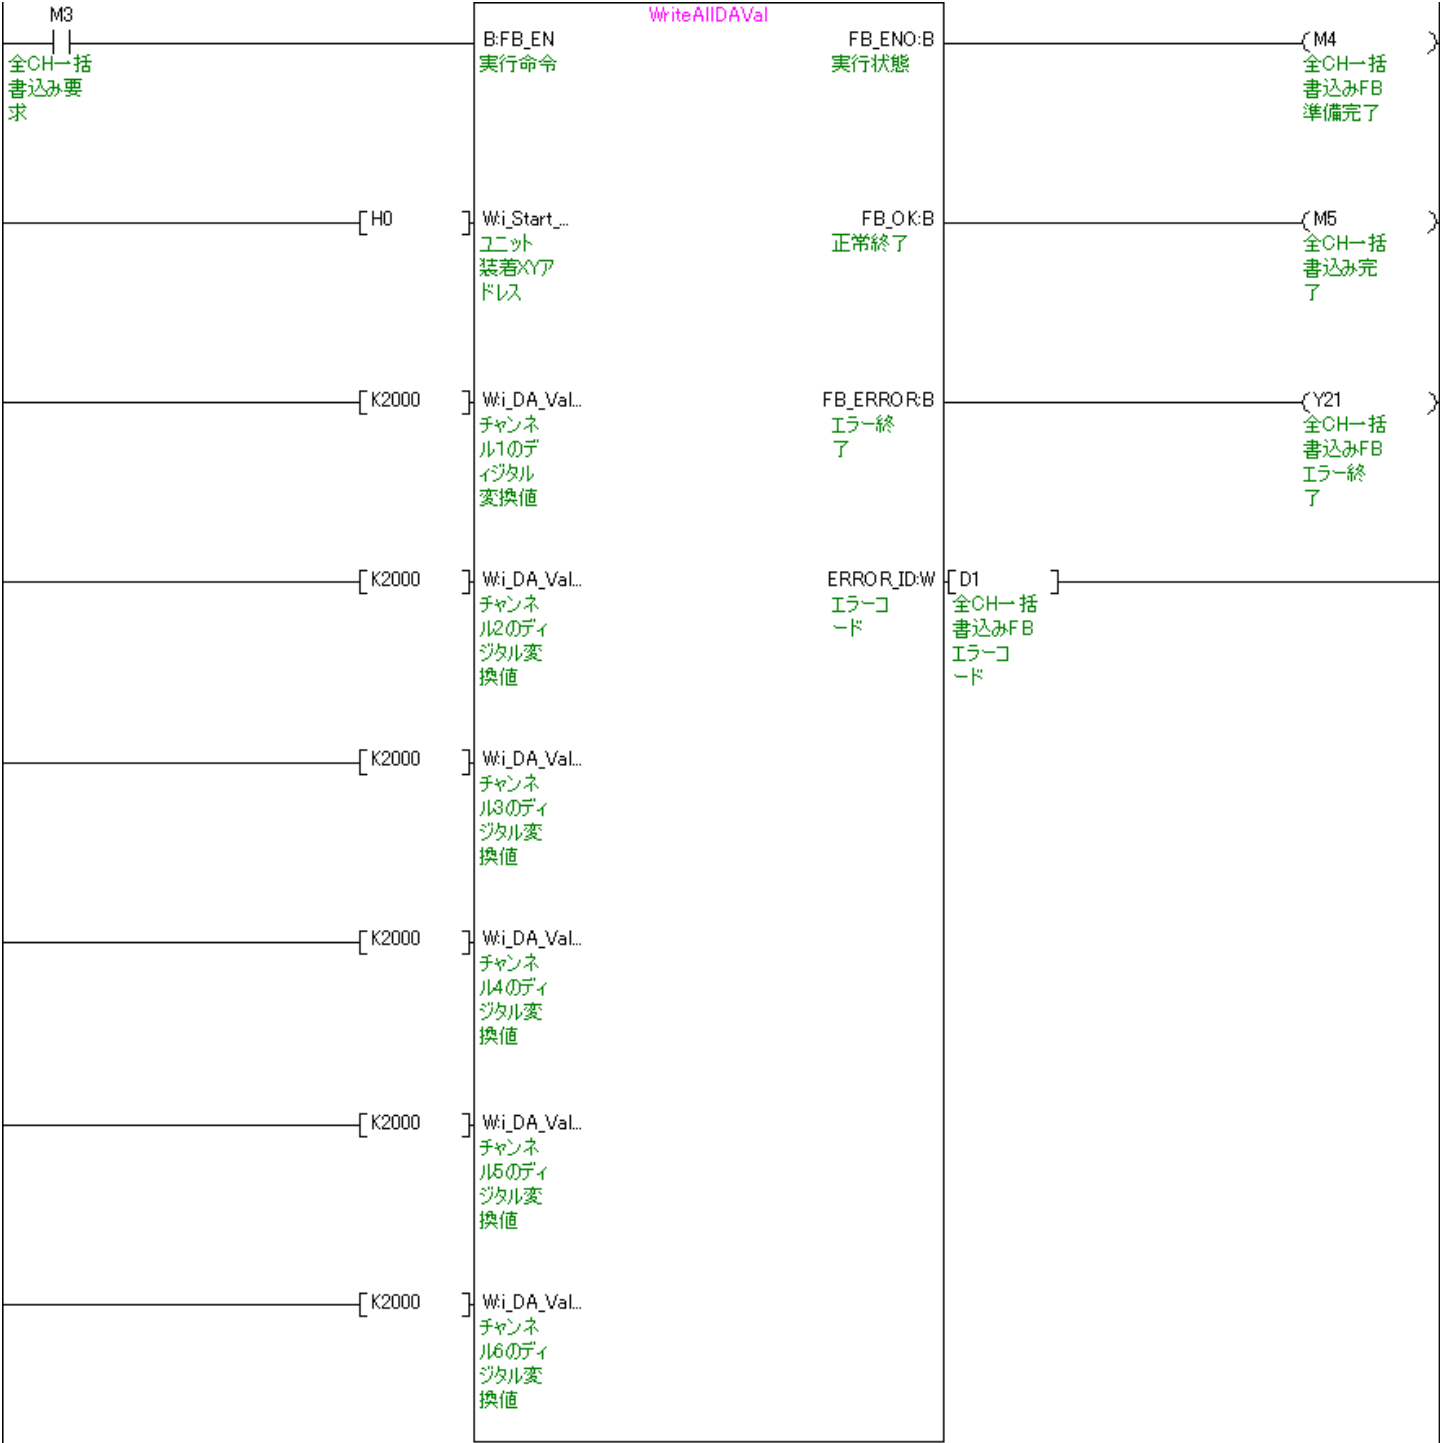 M3
全CH一括
書込み要
求
WriteAllDAVal
B:FB_EN
実行命令
FB_ENO:B
実行状態
M4
全CH一括
書込みFB
準備完了
H0
W:i_Start_...
ユニット
装着XYア
ドレス
FB_OK:B
正常終了
M5
全CH一括
書込み完
了
K2000
W:i_DA_Val...
チャンネ
ル1のデ
ィジタル
変換値
FB_ERROR:B
エラー終
了
Y21
全CH一括
書込みFB
エラー終
了
K2000
W:i_DA_Val...
チャンネ
ル2のディ
ジタル変
換値
ERROR_ID:W
エラーコ
ード
D1
全CH一括
書込みFB
エラーコ
ード
K2000
W:i_DA_Val...
チャンネ
ル3のディ
ジタル変
換値
K2000
W:i_DA_Val...
チャンネ
ル4のディ
ジタル変
換値
K2000
W:i_DA_Val...
チャンネ
ル5のディ
ジタル変
換値
K2000
W:i_DA_Val...
チャンネ
ル6のディ
ジタル変
換値